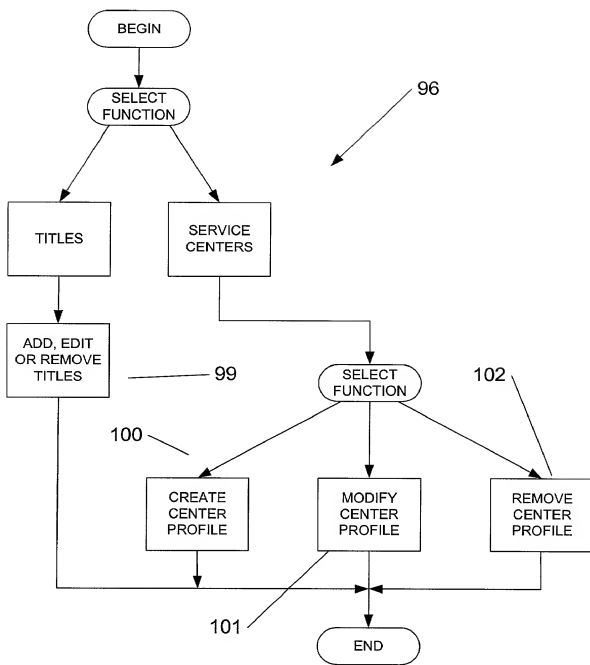 BEGIN
SELECT
FUNCTION
96
TITLES
SERVICE
CENTERS
ADD, EDIT
OR REMOVE
TITLES
99
SELECT
FUNCTION
102
100
CREATE
CENTER
PROFILE
MODIFY
CENTER
PROFILE
REMOVE
CENTER
PROFILE
101
END